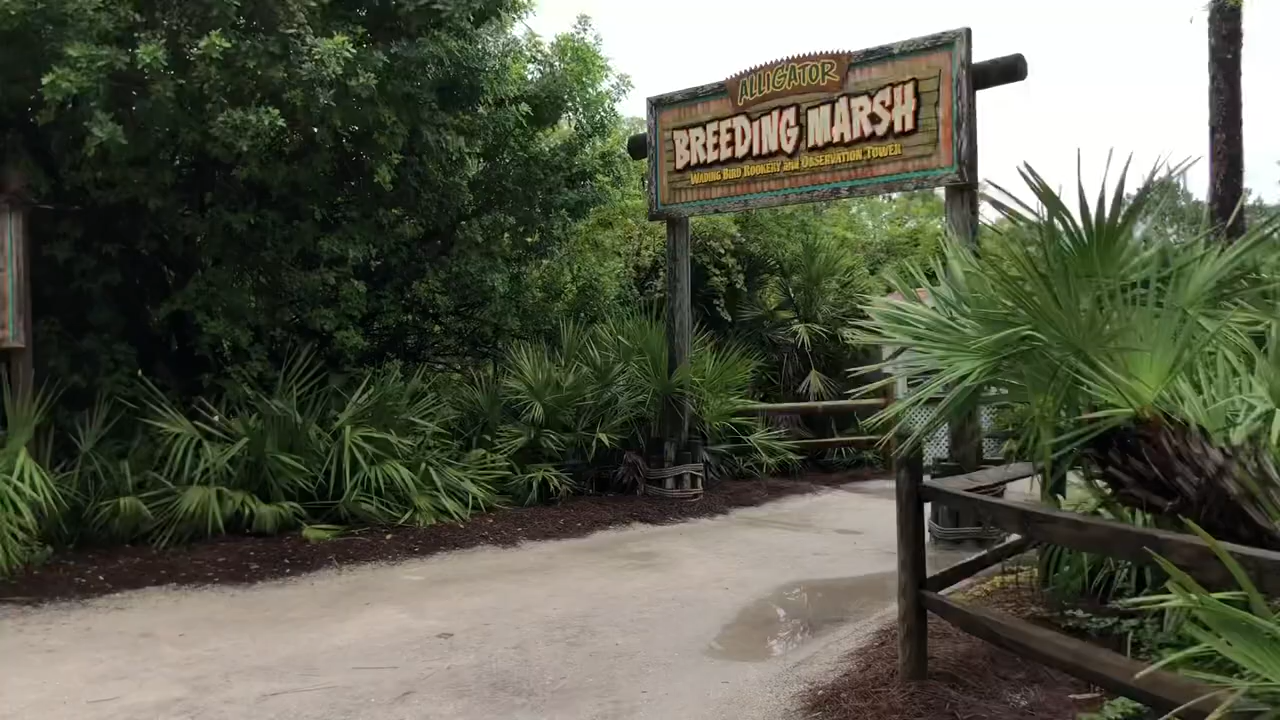 ALLIGATOR
BREEDING MARSH
WADING BIRD ROOKERY and OBSERVATION TOWER